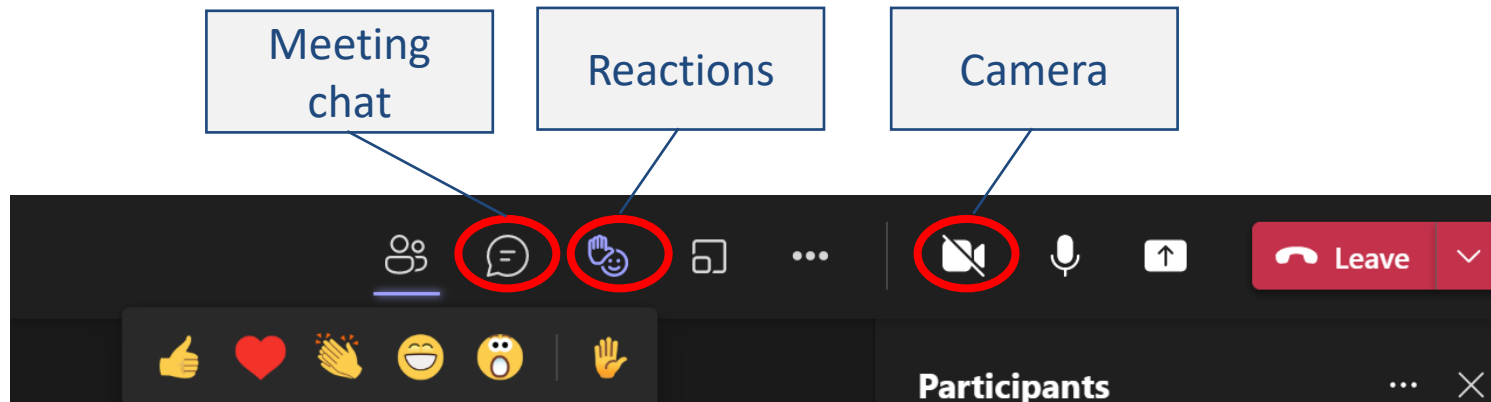 Meeting
chat
Reactions
Camera
Leave
Participants